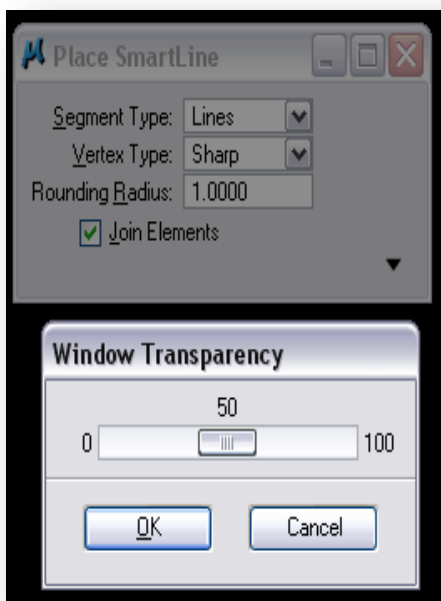 Place SmartLine
Segment Type: Lines
Vertex Type: Sharp
Rounding Radius: 1.0000
Join Elements
Window Transparency
50
0 100
OK Cancel